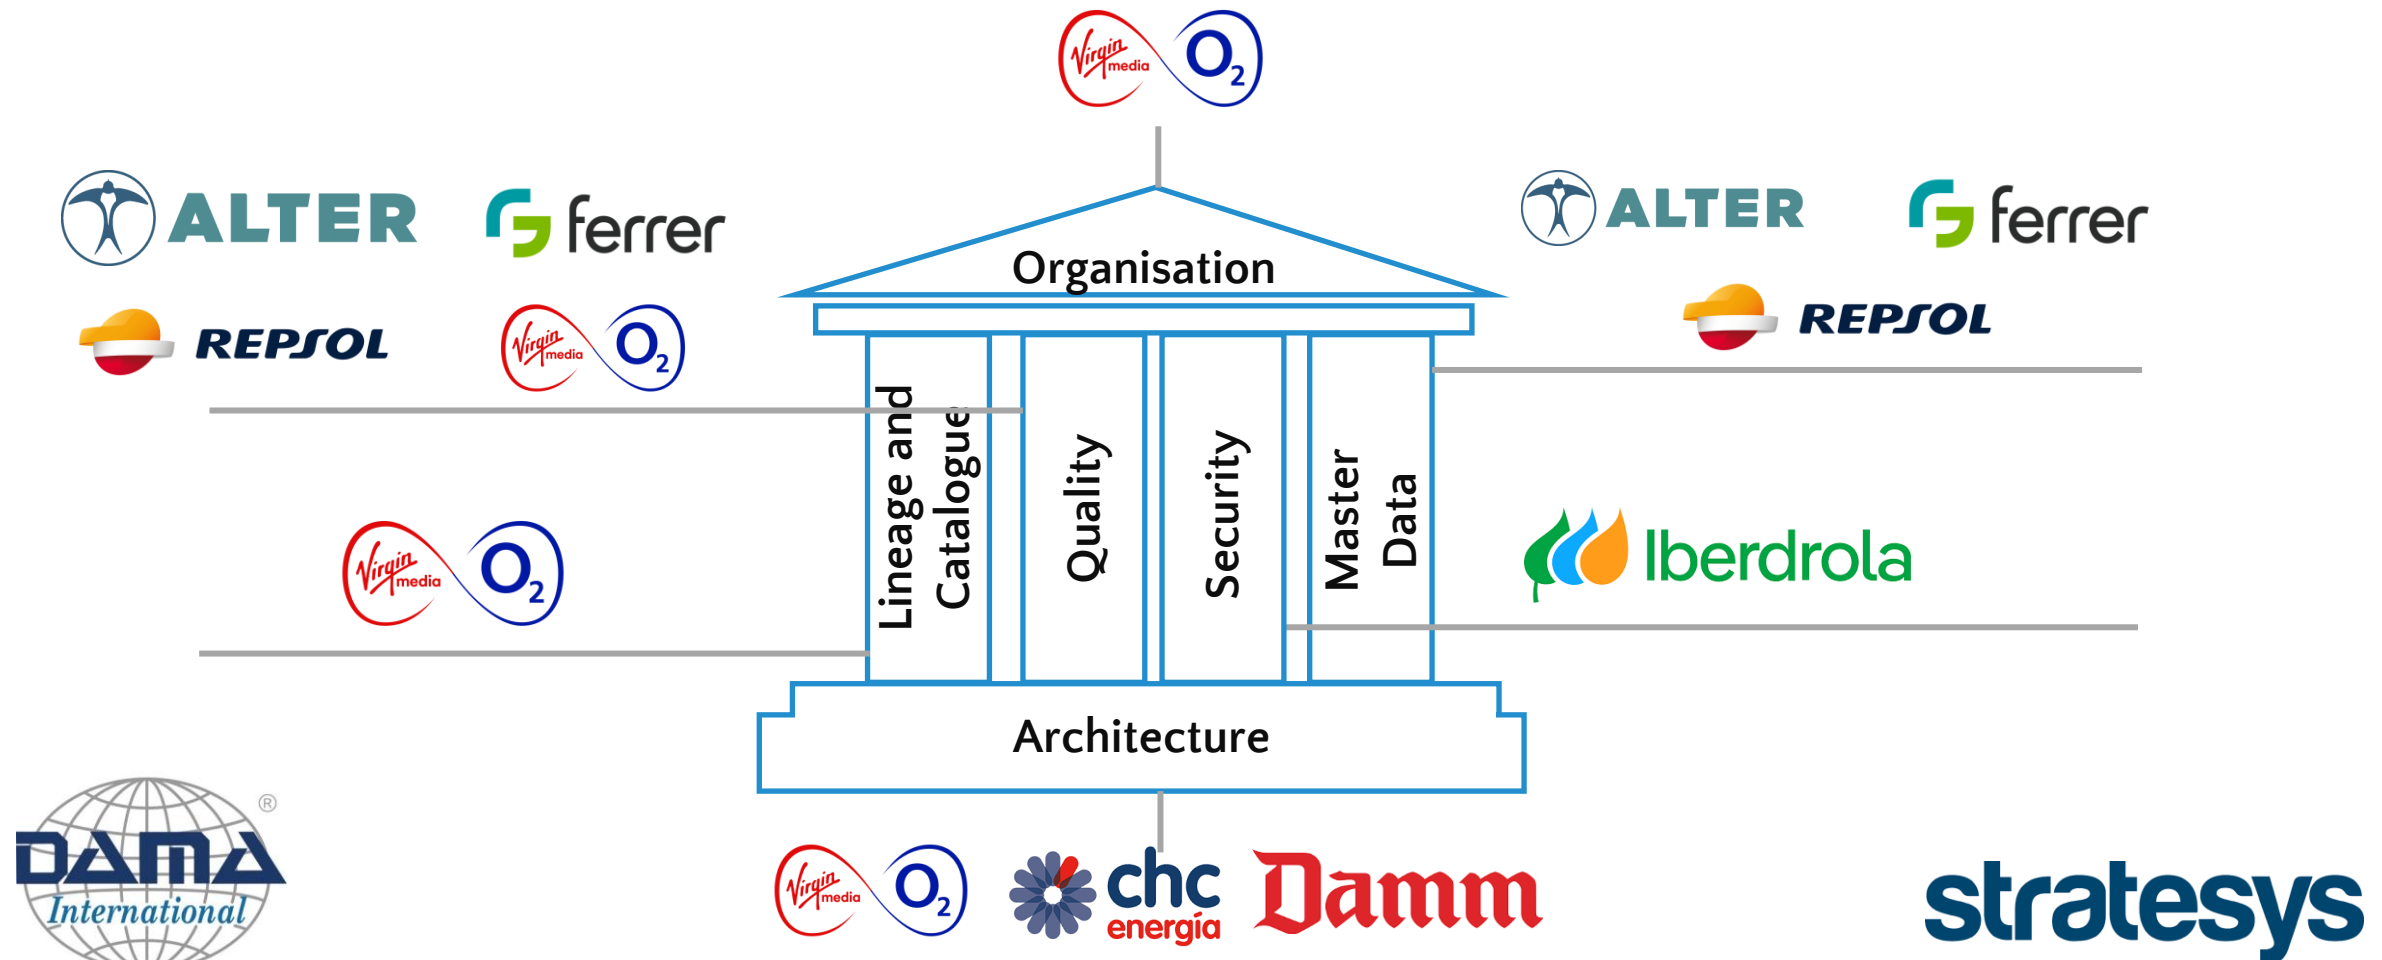 Virgin media O2
ALTER
ferrer
ALTER
ferrer
REPSOL
Virgin media O2
REPSOL
Organisation
Lineage and
Catalogue
Quality
Security
Master
Data
Virgin media O2
Iberdrola
Architecture
DAMA ®
International
Virgin media O2
chc
energía
Damm
stratesys